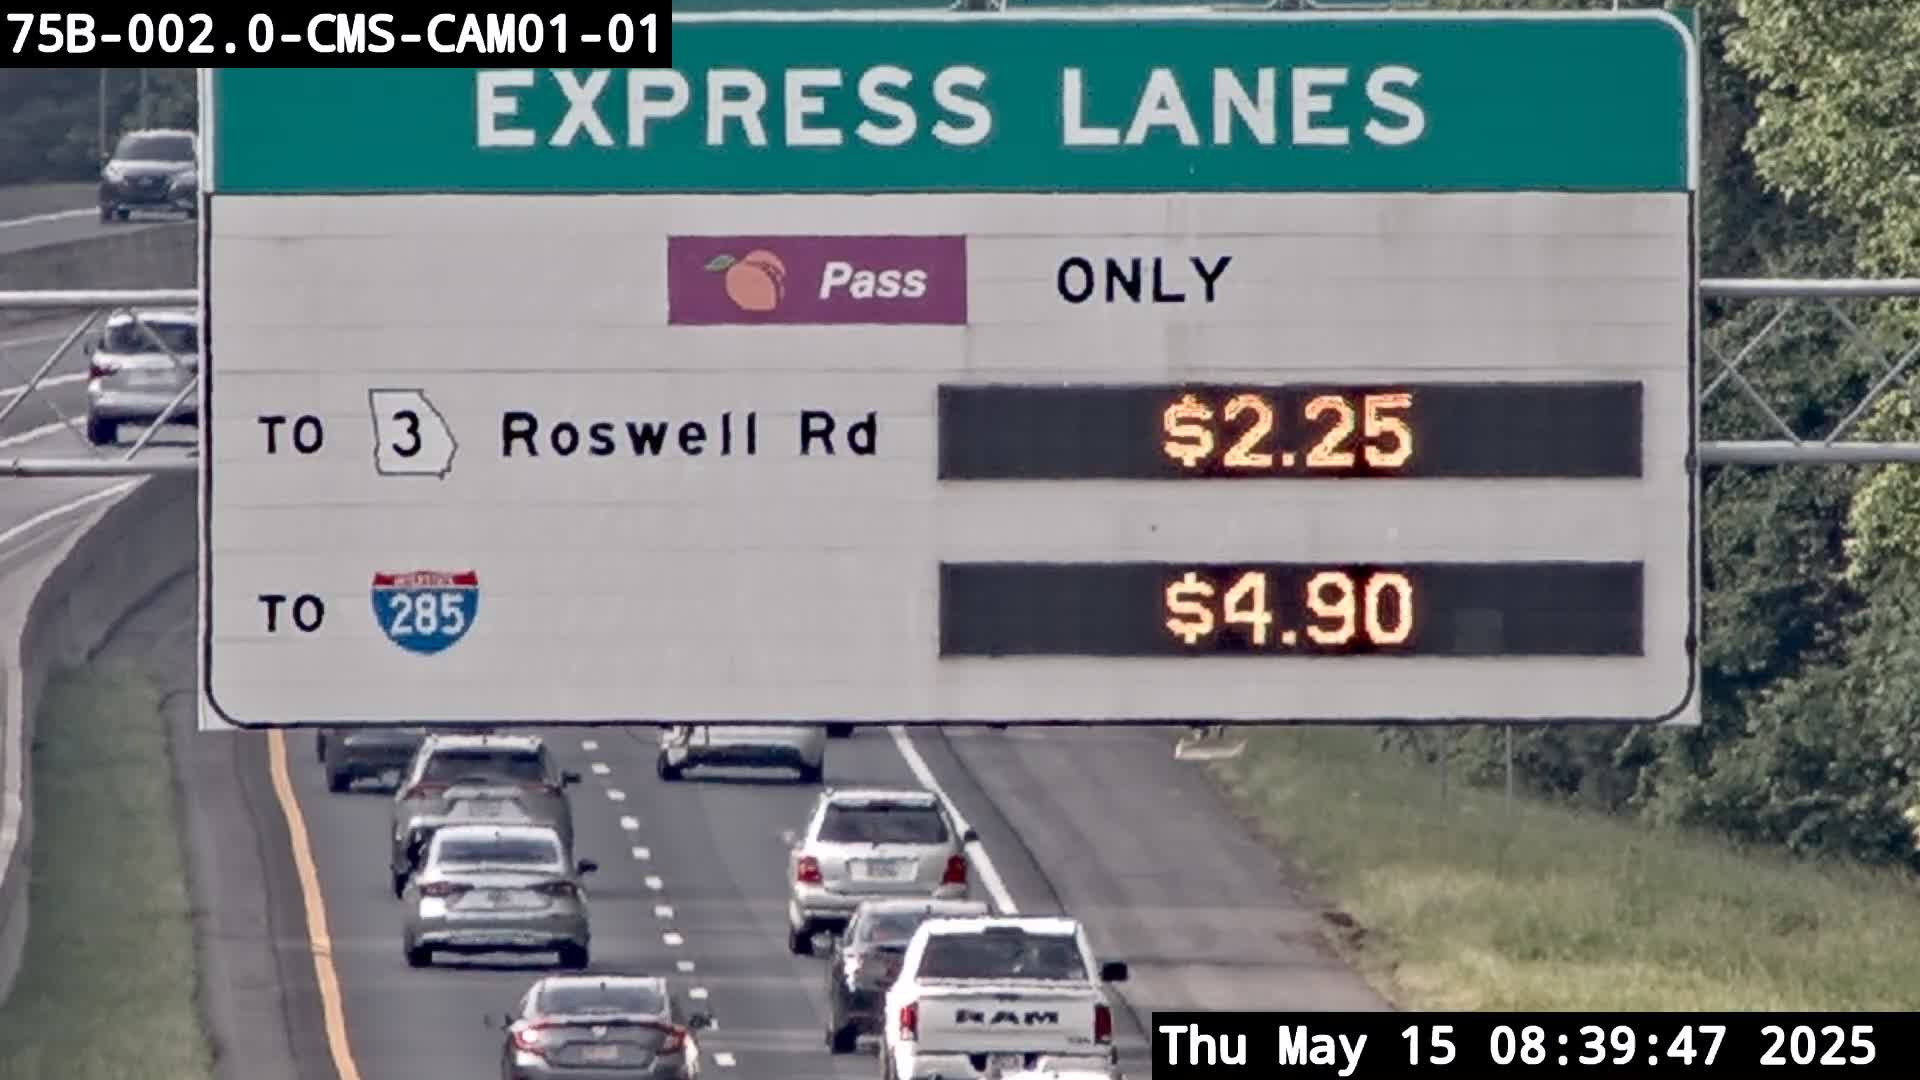 75B-002.0-CMS-CAM01-01
EXPRESS LANES
Pass ONLY
TO 3 Roswell Rd $2.25
INTERSTATE
TO 285 $4.90
RAM
Thu May 15 08:39:47 2025